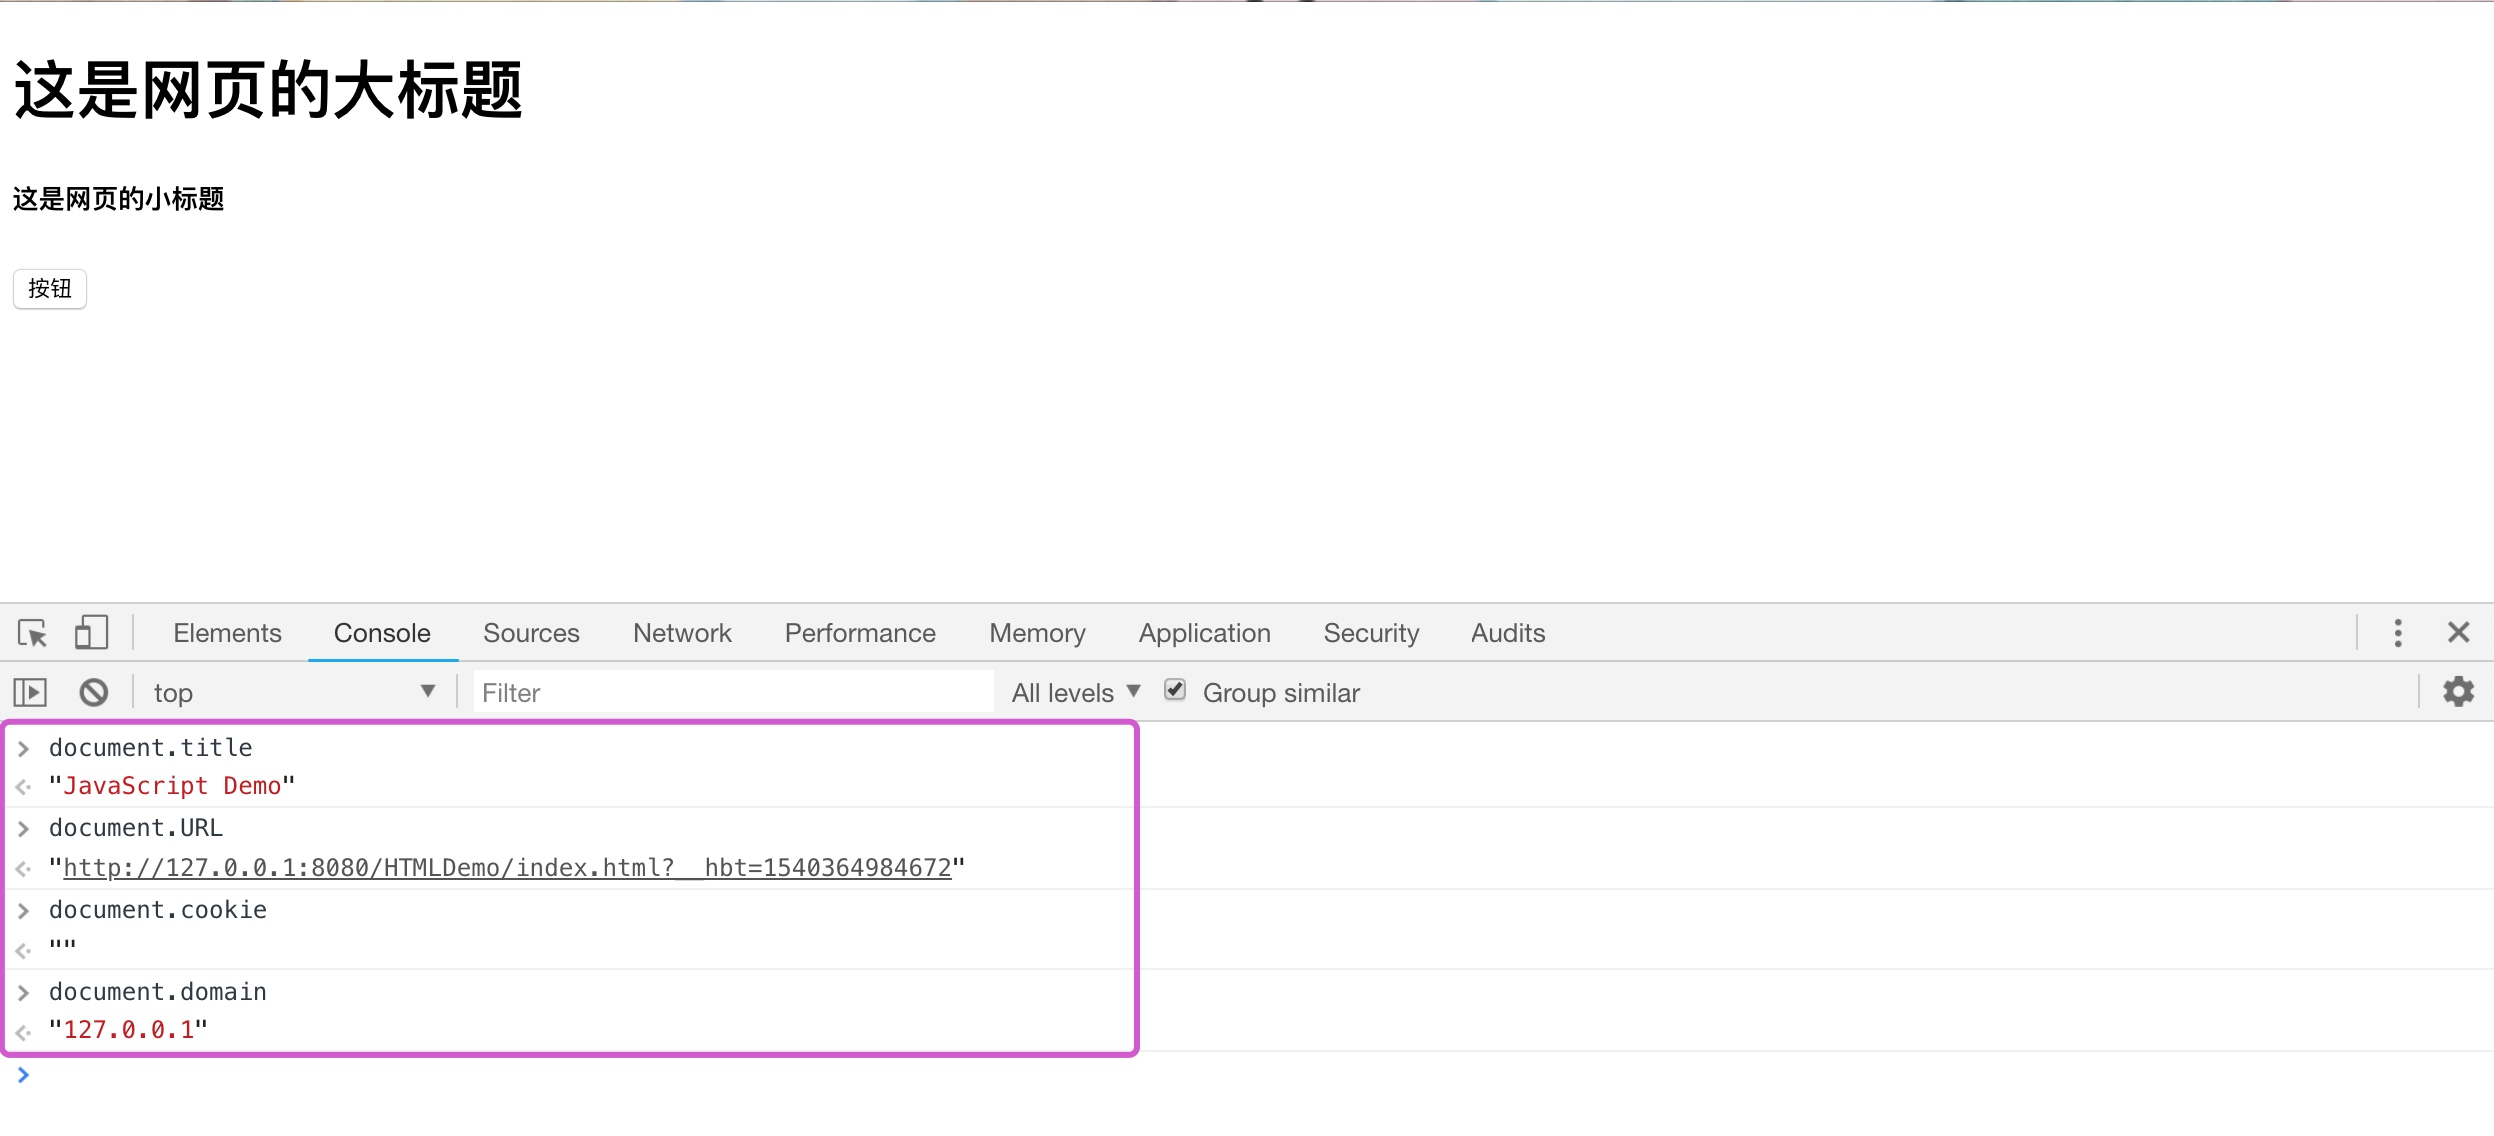 这是网页的大标题
这是网页的小标题
按钮
Elements Console Sources Network Performance Memory Application Security Audits
top Filter All levels Group similar
document.title
"JavaScript Demo"
document.URL
"http://127.0.0.1:8080/HTMLDemo/index.html?__hbt=1540364984672"
document.cookie
""
document.domain
"127.0.0.1"